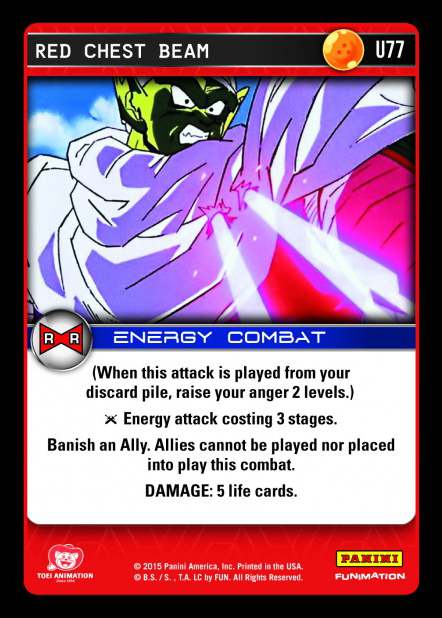 RED CHEST BEAM U77
R R ENERGY COMBAT
(When this attack is played from your
discard pile, raise your anger 2 levels.)
Energy attack costing 3 stages.
Banish an Ally. Allies cannot be played nor placed
into play this combat.
DAMAGE: 5 life cards.
TOEI ANIMATION
Since 1956
© 2015 Panini America, Inc. Printed in the USA.
© B.S. / S. , T.A. LC by FUN. All Rights Reserved.
PANINI
FUNIMATION